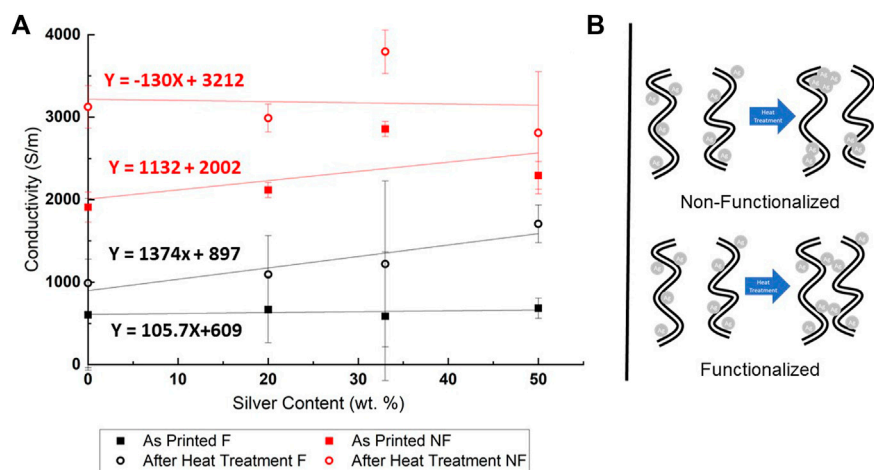 A
B
4000
3000
2000
1000
0
Conductivity (S/m)
Y = -130X + 3212
Y = 1132 + 2002
Y = 1374x + 897
Y = 105.7X+609
0
10
20
30
40
50
Silver Content (wt. %)
As Printed F
As Printed NF
After Heat Treatment F
After Heat Treatment NF
Heat
Treatment
Non-Functionalized
Heat
Treatment
Functionalized